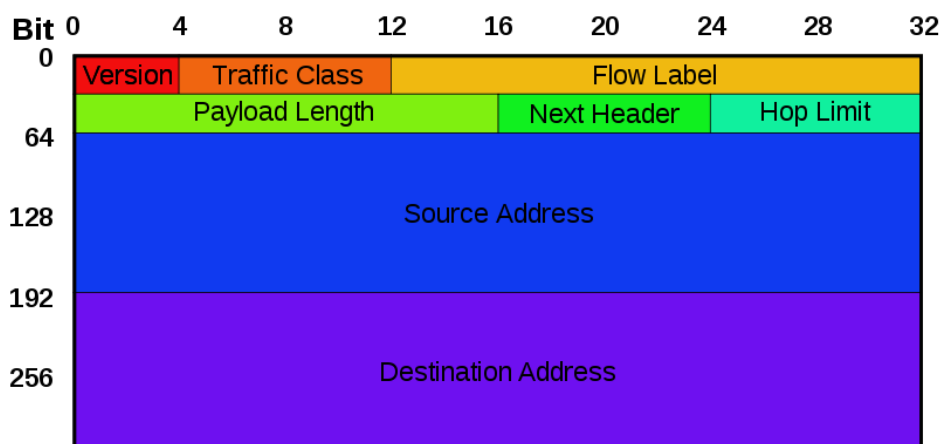 Bit 0 4 8 12 16 20 24 28 32
0 Version Traffic Class Flow Label
Payload Length Next Header Hop Limit
64
128 Source Address
192
256 Destination Address